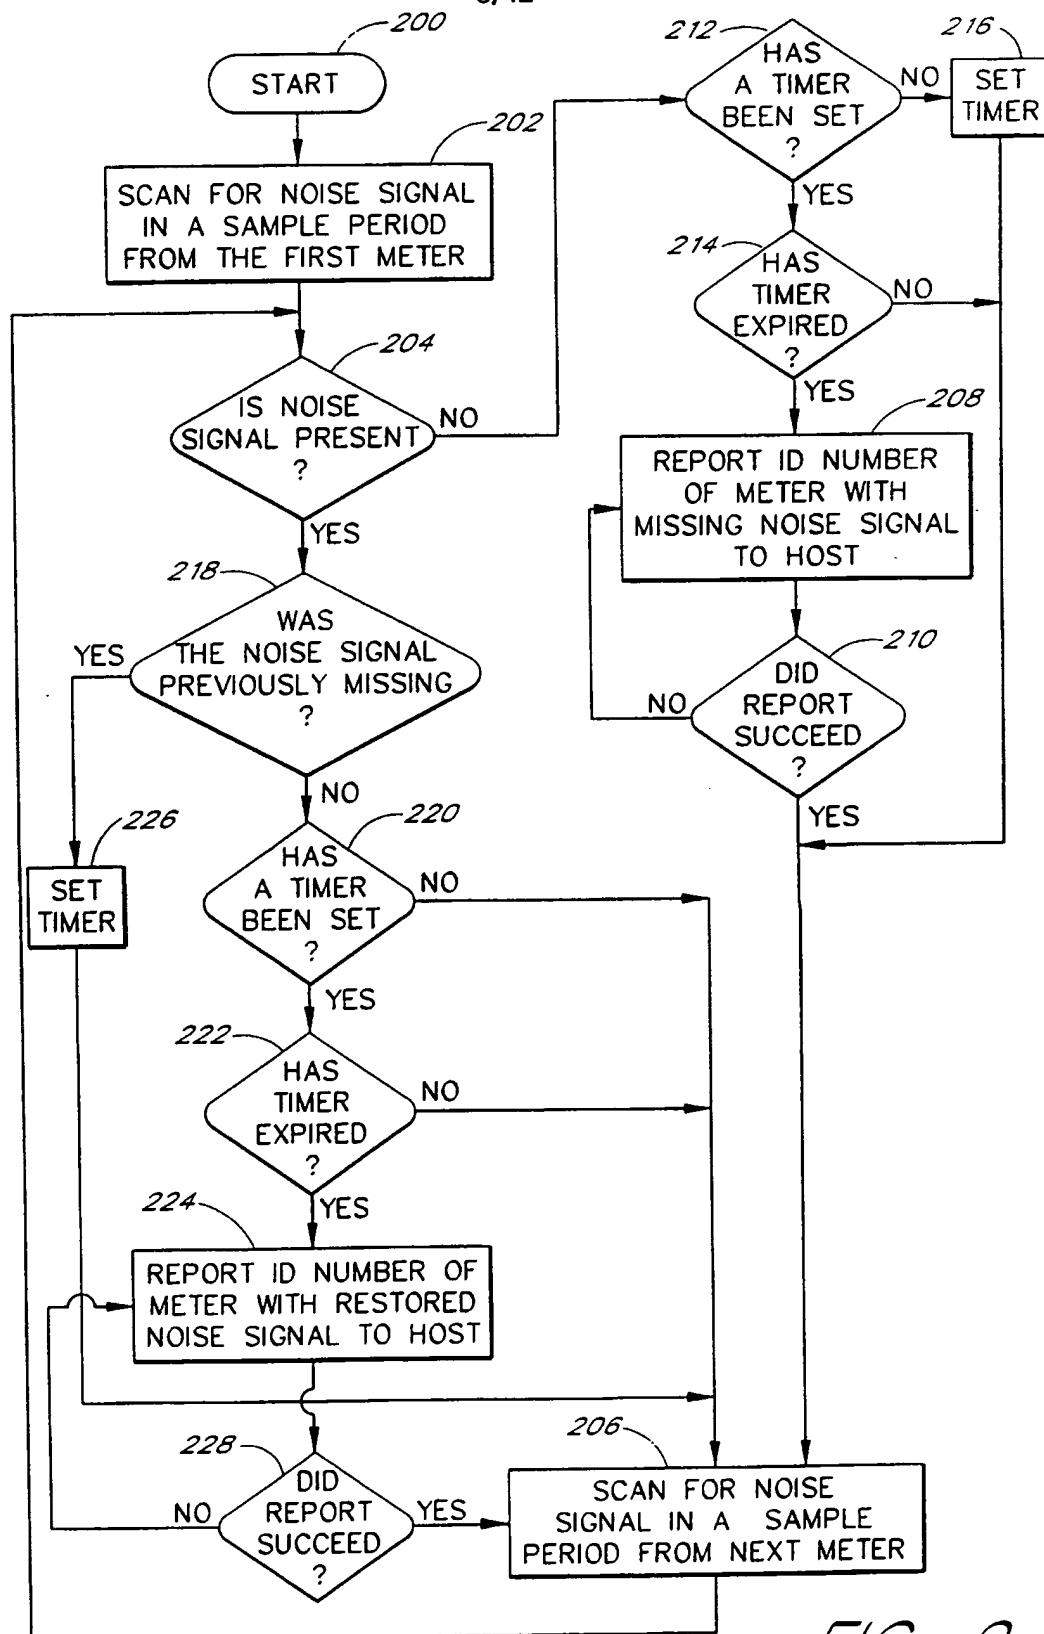 200
START
202
SCAN FOR NOISE SIGNAL
IN A SAMPLE PERIOD
FROM THE FIRST METER
204
IS NOISE
SIGNAL PRESENT
?
NO
YES
212
HAS
A TIMER
BEEN SET
?
NO
YES
216
SET
TIMER
214
HAS
TIMER
EXPIRED
?
NO
YES
208
REPORT ID NUMBER
OF METER WITH
MISSING NOISE SIGNAL
TO HOST
210
DID
REPORT
SUCCEED
?
NO
YES
218
WAS
THE NOISE SIGNAL
PREVIOUSLY MISSING
?
YES
NO
226
SET
TIMER
220
HAS
A TIMER
BEEN SET
?
NO
YES
222
HAS
TIMER
EXPIRED
?
NO
YES
224
REPORT ID NUMBER OF
METER WITH RESTORED
NOISE SIGNAL TO HOST
228
DID
REPORT
SUCCEED
?
NO
YES
206
SCAN FOR NOISE
SIGNAL IN A SAMPLE
PERIOD FROM NEXT METER